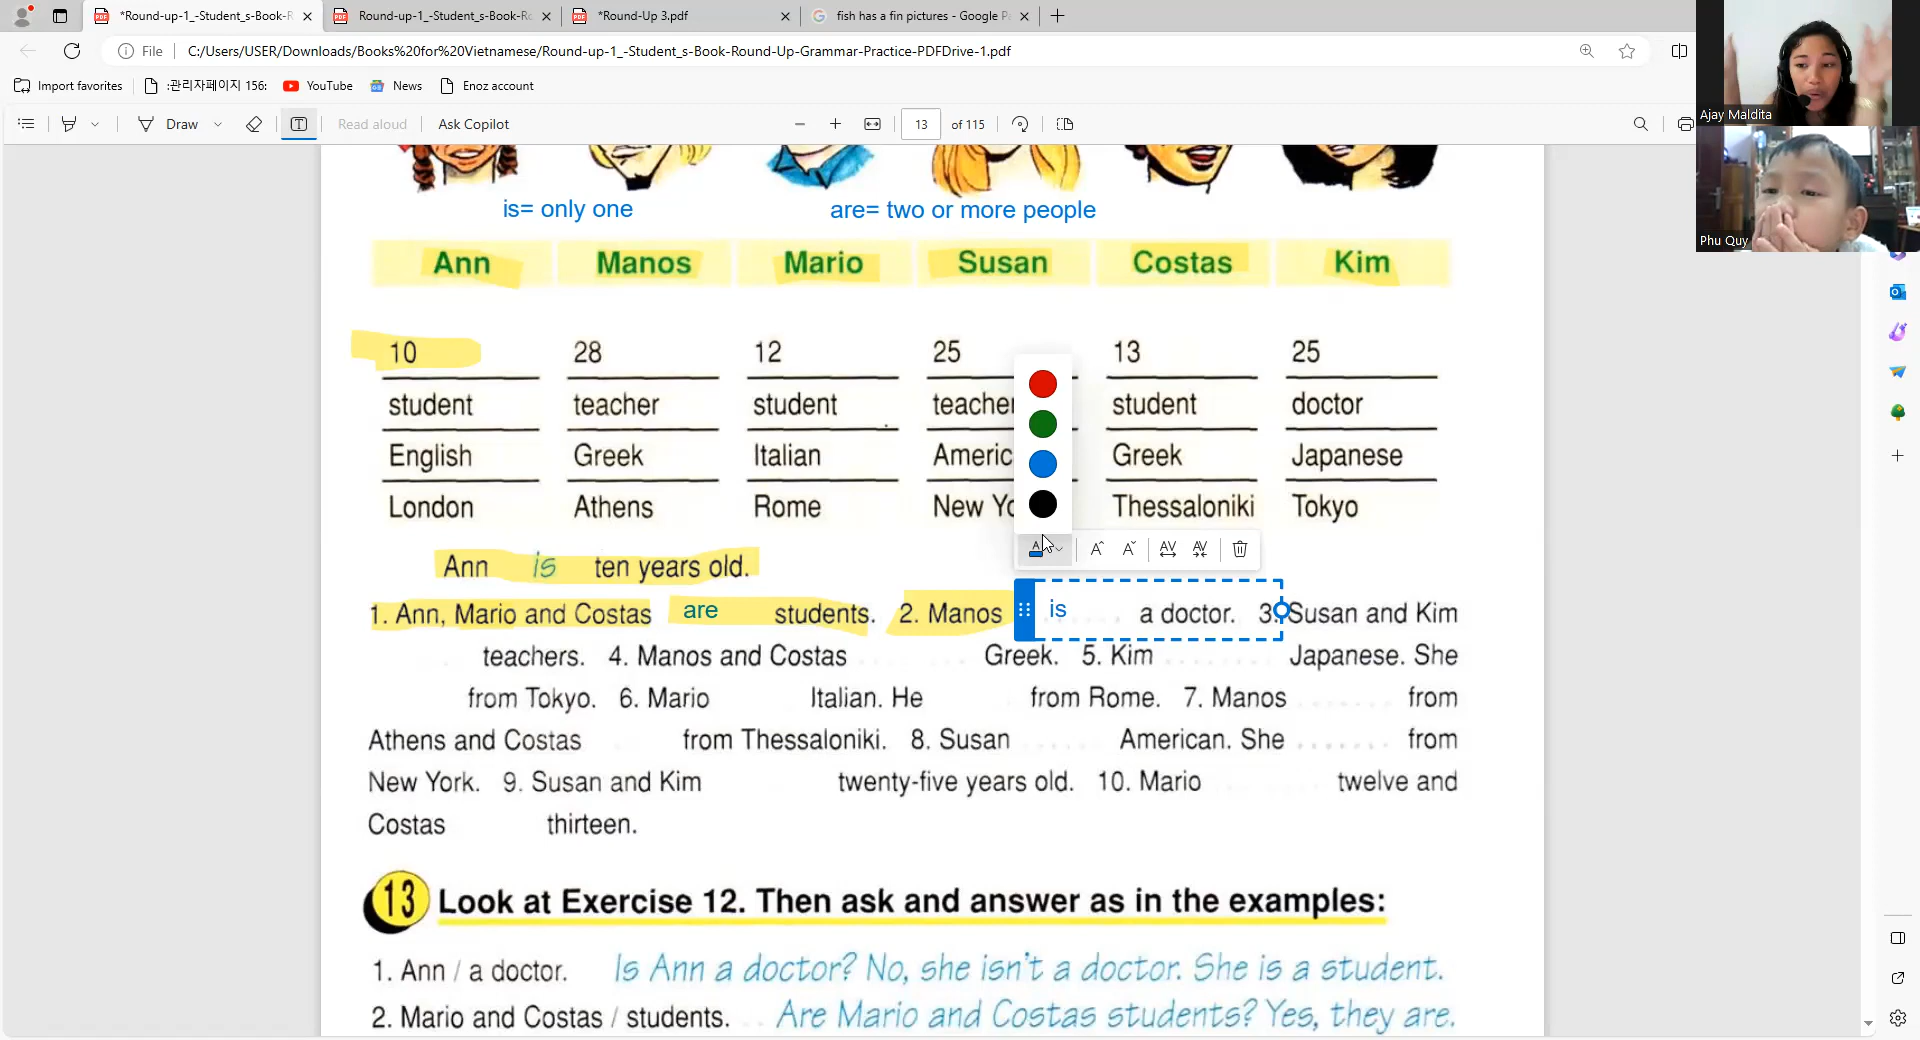 *Round-up-1_-Student_s-Book-R
Round-up-1_-Student_s-Book-Ro
*Round-Up 3.pdf
fish has a fin pictures - Google P
File
C:/Users/USER/Downloads/Books%20for%20Vietnamese/Round-up-1_-Student_s-Book-Round-Up-Grammar-Practice-PDFDrive-1.pdf
Import favorites
:관리자페이지 156:
YouTube
News
Enoz account
Draw
Read aloud
Ask Copilot
13
of 115
Ajay Maldita
Phu Quy
is= only one
are= two or more people
Ann Manos Mario Susan Costas Kim
10 28 12 25 13 25
student teacher student teacher student doctor
English Greek Italian Americ Greek Japanese
London Athens Rome New Yo Thessaloniki Tokyo
Ann is ten years old.
1. Ann, Mario and Costas are students. 2. Manos is a doctor. 3. Susan and Kim
teachers. 4. Manos and Costas Greek. 5. Kim Japanese. She
from Tokyo. 6. Mario Italian. He from Rome. 7. Manos from
Athens and Costas from Thessaloniki. 8. Susan American. She from
New York. 9. Susan and Kim twenty-five years old. 10. Mario twelve and
Costas thirteen.
13 Look at Exercise 12. Then ask and answer as in the examples:
1. Ann / a doctor. Is Ann a doctor? No, she isn't a doctor. She is a student.
2. Mario and Costas / students. Are Mario and Costas students? Yes, they are.